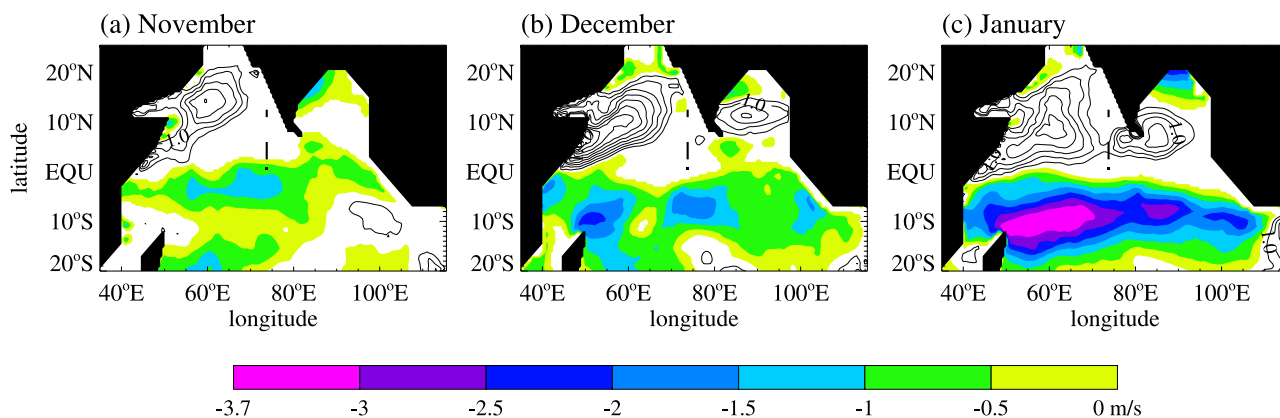 (a) November (b) December (c) January
20°N 20°N 20°N
10°N 10°N 10°N
EQU EQU EQU
10°S 10°S 10°S
20°S 20°S 20°S
latitude
1.0 1.0
40°E 60°E 80°E 100°E 40°E 60°E 80°E 100°E 40°E 60°E 80°E 100°E
longitude longitude longitude
-3.7 -3 -2.5 -2 -1.5 -1 -0.5 0 m/s